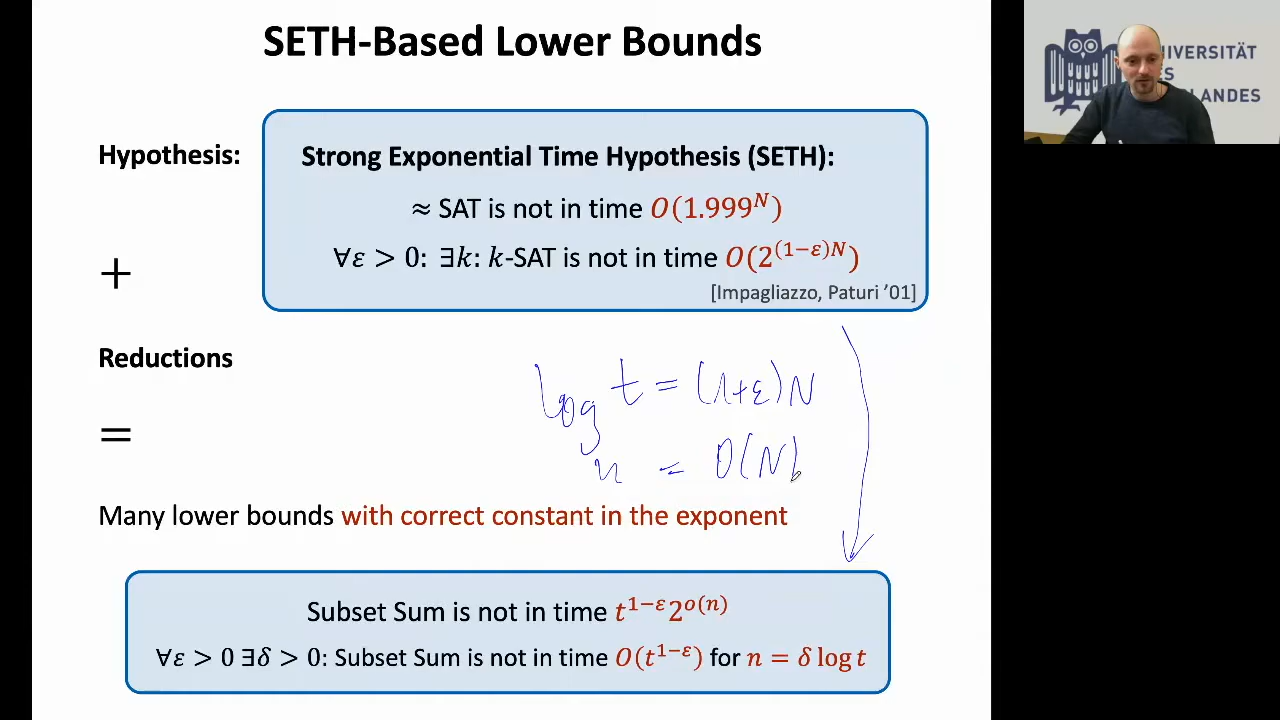 SETH-Based Lower Bounds
Hypothesis:
Strong Exponential Time Hypothesis (SETH):
≈ SAT is not in time O(1.999^N)
∀ε > 0: ∃k: k-SAT is not in time O(2^{(1−ε)N})
[Impagliazzo, Paturi '01]
+
Reductions
=
log t = (1+ε)N
n = O(N)
Many lower bounds with correct constant in the exponent
Subset Sum is not in time t^{1−ε}2^{o(n)}
∀ε > 0 ∃δ > 0: Subset Sum is not in time O(t^{1−ε}) for n = δ log t
UNIVERSITÄT